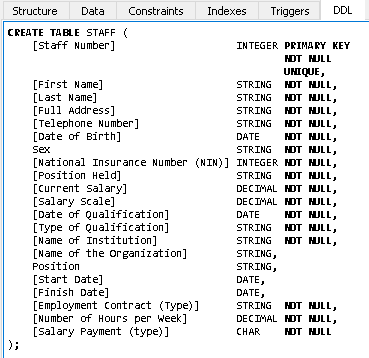 Structure Data Constraints Indexes Triggers DDL
CREATE TABLE STAFF (
[Staff Number] INTEGER PRIMARY KEY
NOT NULL
UNIQUE,
[First Name] STRING NOT NULL,
[Last Name] STRING NOT NULL,
[Full Address] STRING NOT NULL,
[Telephone Number] STRING NOT NULL,
[Date of Birth] DATE NOT NULL,
Sex STRING NOT NULL,
[National Insurance Number (NIN)] INTEGER NOT NULL,
[Position Held] STRING NOT NULL,
[Current Salary] DECIMAL NOT NULL,
[Salary Scale] DECIMAL NOT NULL,
[Date of Qualification] DATE NOT NULL,
[Type of Qualification] STRING NOT NULL,
[Name of Institution] STRING NOT NULL,
[Name of the Organization] STRING,
Position STRING,
[Start Date] DATE,
[Finish Date] DATE,
[Employment Contract (Type)] STRING NOT NULL,
[Number of Hours per Week] DECIMAL NOT NULL,
[Salary Payment (type)] CHAR NOT NULL
);